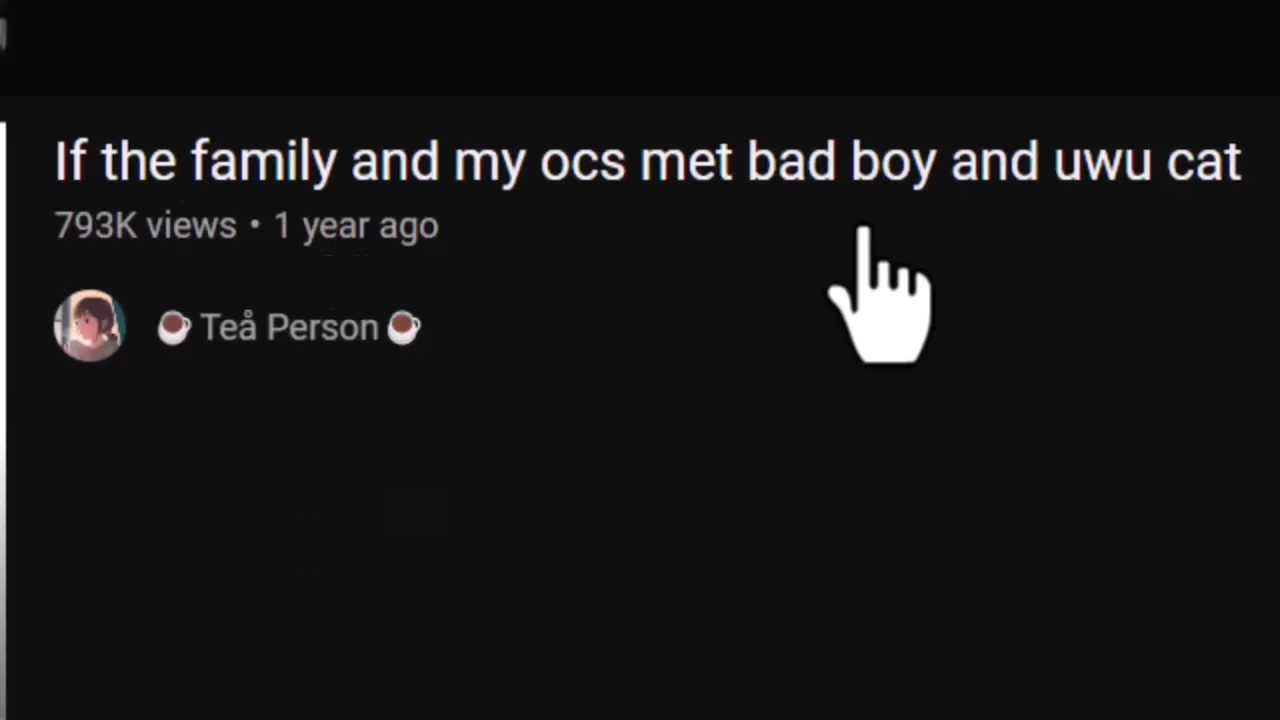 If the family and my ocs met bad boy and uwu cat
793K views • 1 year ago
☕ Teå Person ☕